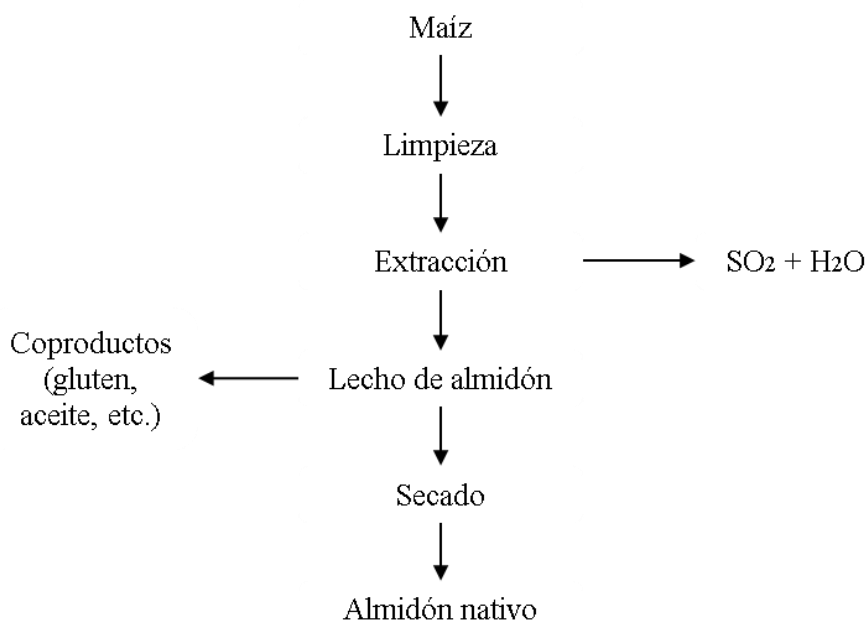 Maíz
Limpieza
Extracción
SO2 + H2O
Coproductos
(gluten,
aceite, etc.)
Lecho de almidón
Secado
Almidón nativo